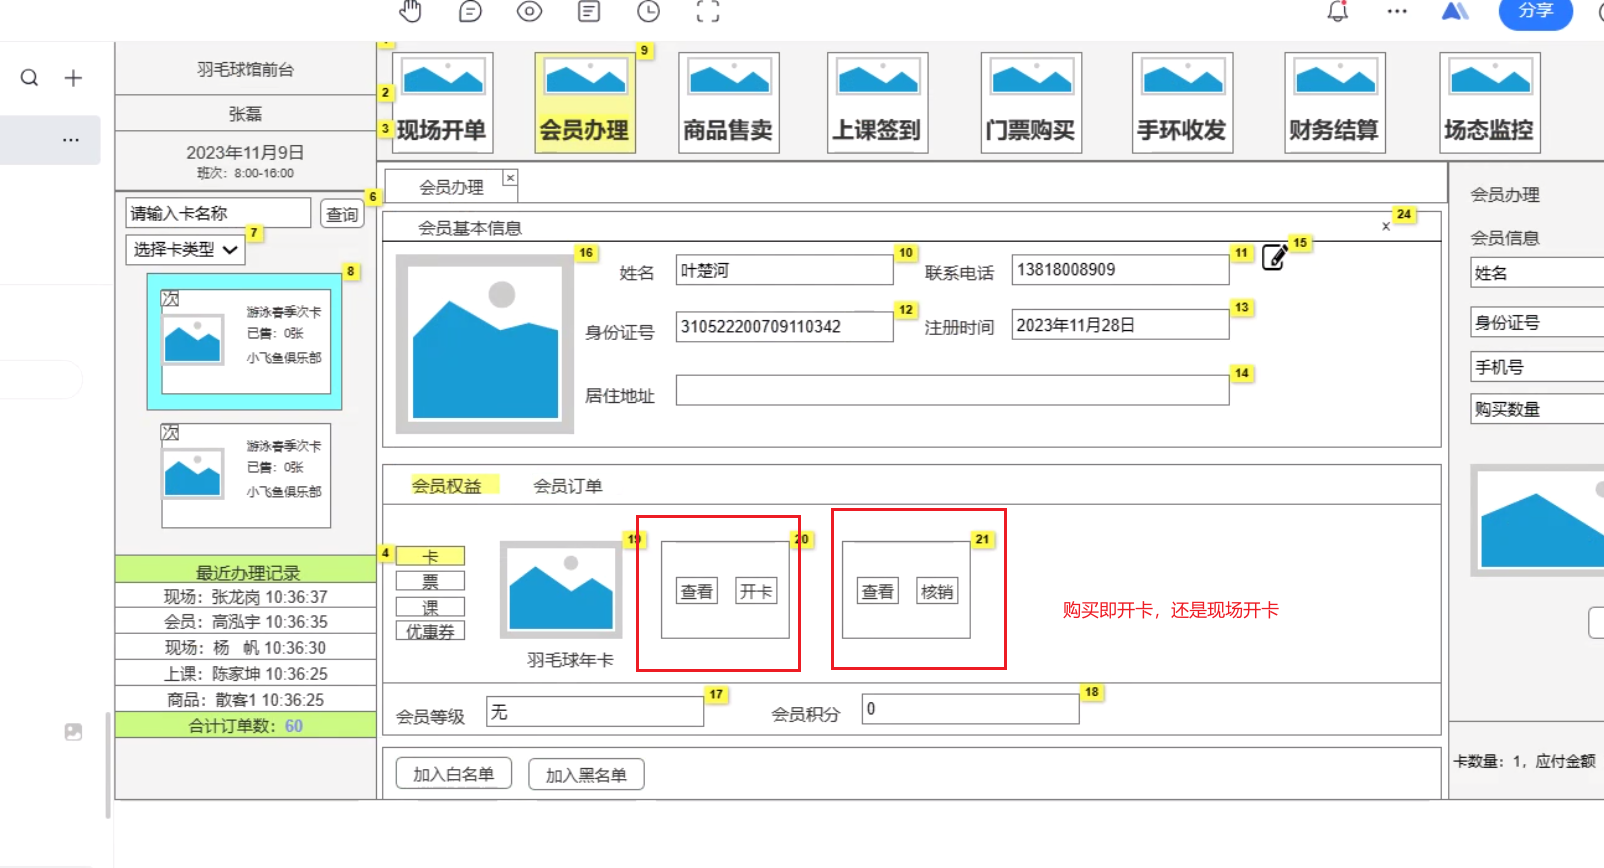 分享
羽毛球馆前台
张磊
2023年11月9日
班次：8:00-16:00
2
3
9
现场开单
会员办理
商品售卖
上课签到
门票购买
手环收发
财务结算
场态监控
6
请输入卡名称
查询
7
选择卡类型
8
次
游泳春季次卡
已售：0张
小飞鱼俱乐部
次
游泳春季次卡
已售：0张
小飞鱼俱乐部
最近办理记录
现场：张龙岗 10:36:37
会员：高泓宇 10:36:35
现场：杨 帆 10:36:30
上课：陈家坤 10:36:25
商品：散客1 10:36:25
合计订单数：60
会员办理
x
会员基本信息
x
24
16
姓名
叶楚河
10
联系电话
13818008909
11
15
身份证号
310522200709110342
12
注册时间
2023年11月28日
13
居住地址
14
会员权益
会员订单
4
卡
票
课
优惠券
19
羽毛球年卡
20
查看
开卡
21
查看
核销
购买即开卡，还是现场开卡
会员等级
无
17
会员积分
0
18
加入白名单
加入黑名单
会员办理
会员信息
姓名
身份证号
手机号
购买数量
卡数量：1，应付金额